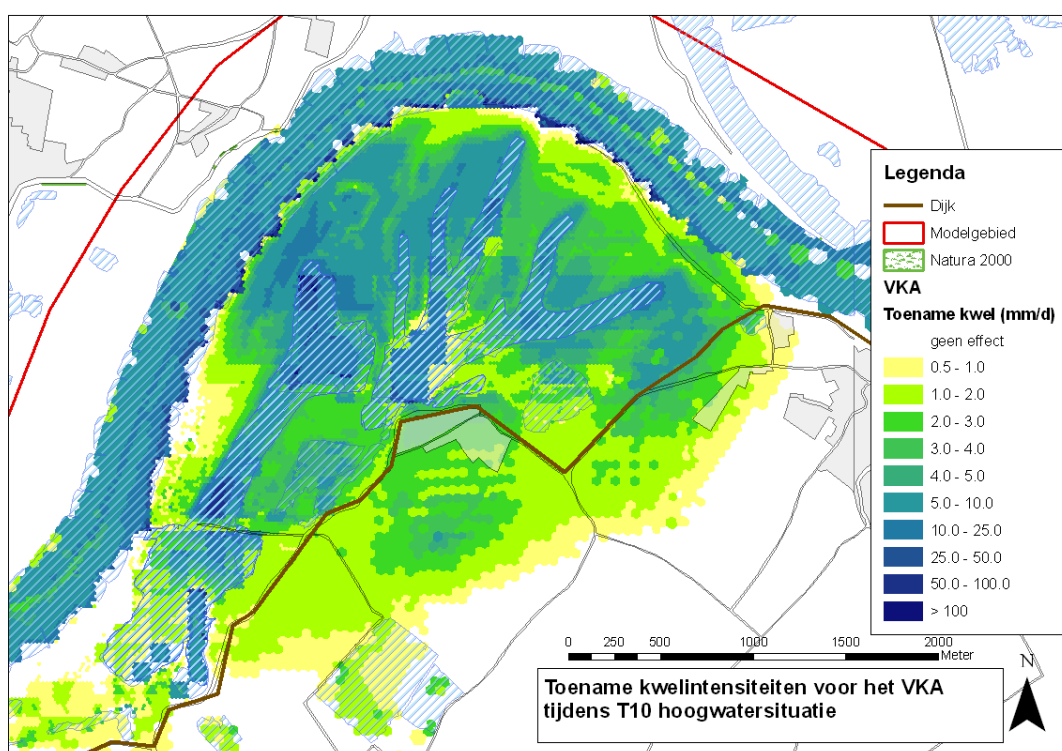 Legenda
Dijk
Modelgebied
Natura 2000
VKA
Toename kwel (mm/d)
geen effect
0.5 - 1.0
1.0 - 2.0
2.0 - 3.0
3.0 - 4.0
4.0 - 5.0
5.0 - 10.0
10.0 - 25.0
25.0 - 50.0
50.0 - 100.0
> 100
0 250 500 1000 1500 2000
Meter
N
Toename kwelintensiteiten voor het VKA
tijdens T10 hoogwatersituatie